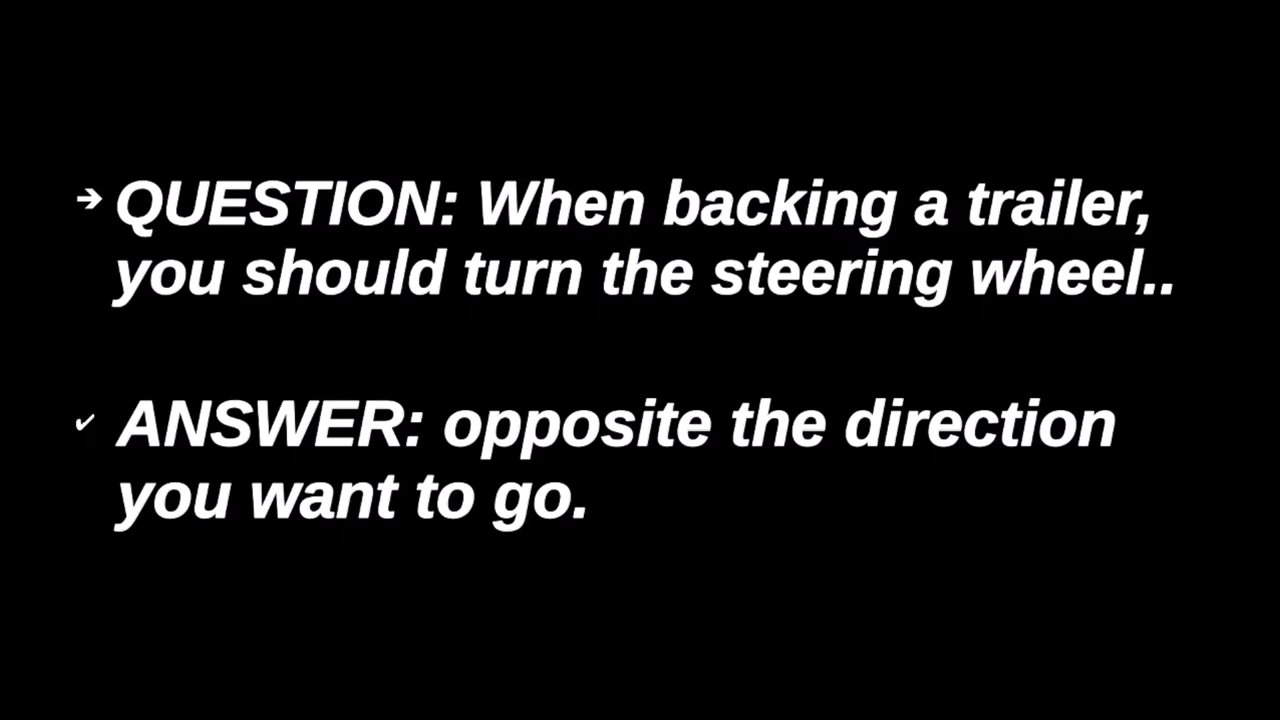 ➔ QUESTION: When backing a trailer,
you should turn the steering wheel..
✔ ANSWER: opposite the direction
you want to go.